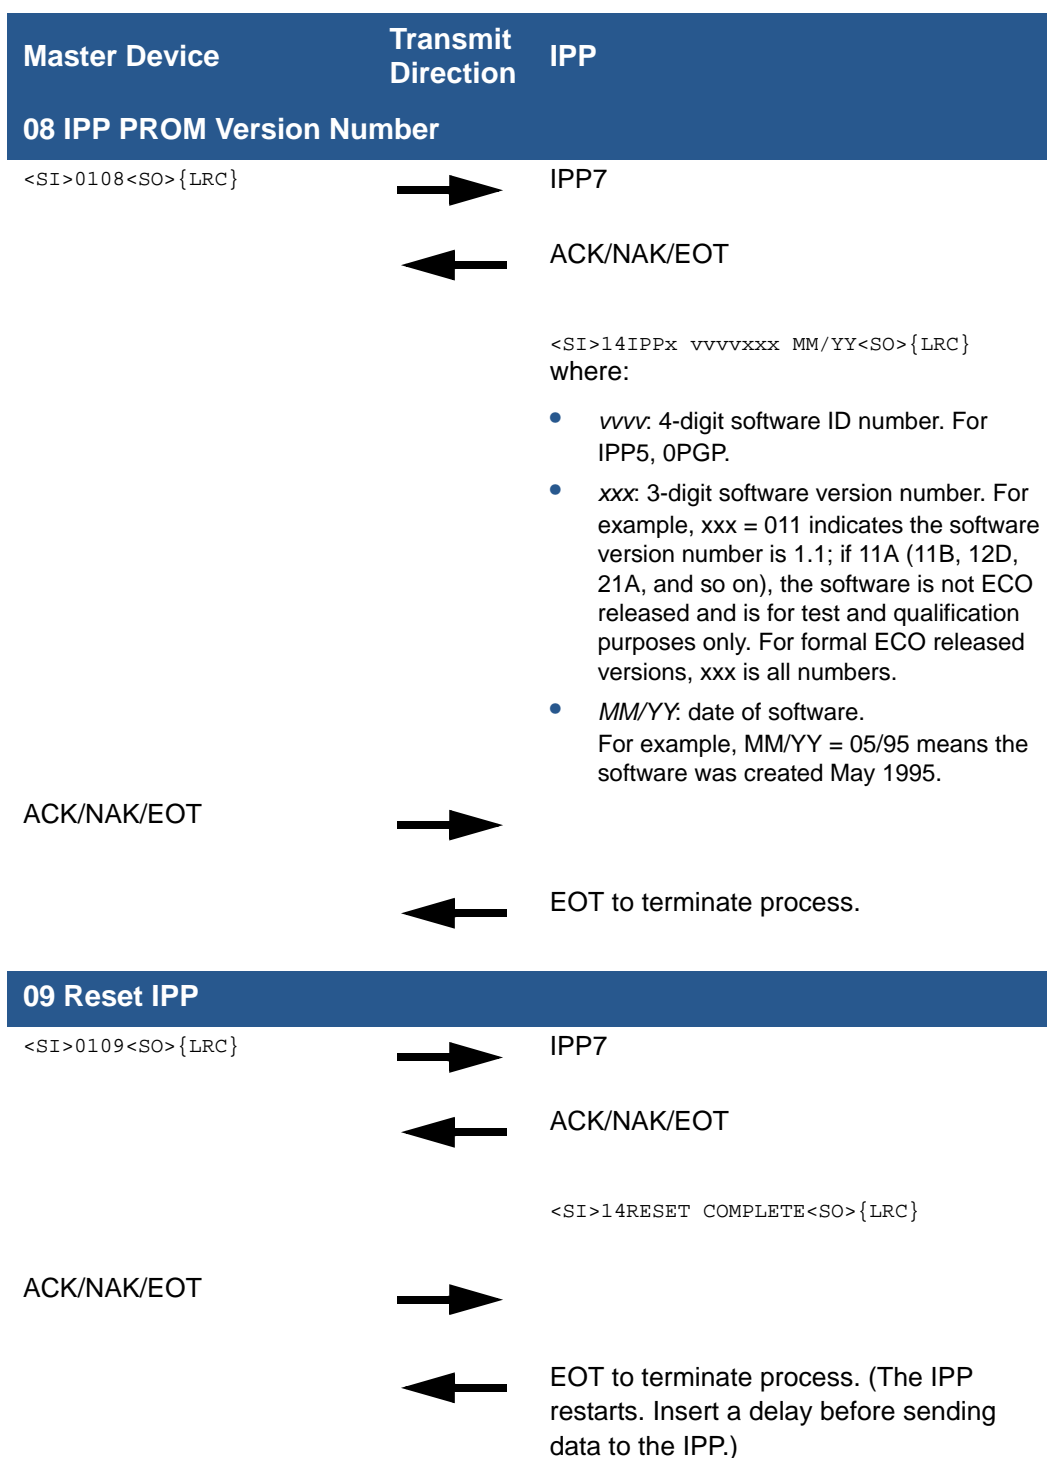 Master Device Transmit Direction IPP
08 IPP PROM Version Number
<SI>0108<SO>{LRC} IPP7
ACK/NAK/EOT
<SI>14IPPx vvvvxxx MM/YY<SO>{LRC}
where:
• vvvv: 4-digit software ID number. For
IPP5, 0PGP.
• xxx: 3-digit software version number. For
example, xxx = 011 indicates the software
version number is 1.1; if 11A (11B, 12D,
21A, and so on), the software is not ECO
released and is for test and qualification
purposes only. For formal ECO released
versions, xxx is all numbers.
• MM/YY: date of software.
For example, MM/YY = 05/95 means the
software was created May 1995.
ACK/NAK/EOT
EOT to terminate process.
09 Reset IPP
<SI>0109<SO>{LRC} IPP7
ACK/NAK/EOT
<SI>14RESET COMPLETE<SO>{LRC}
ACK/NAK/EOT
EOT to terminate process. (The IPP
restarts. Insert a delay before sending
data to the IPP.)